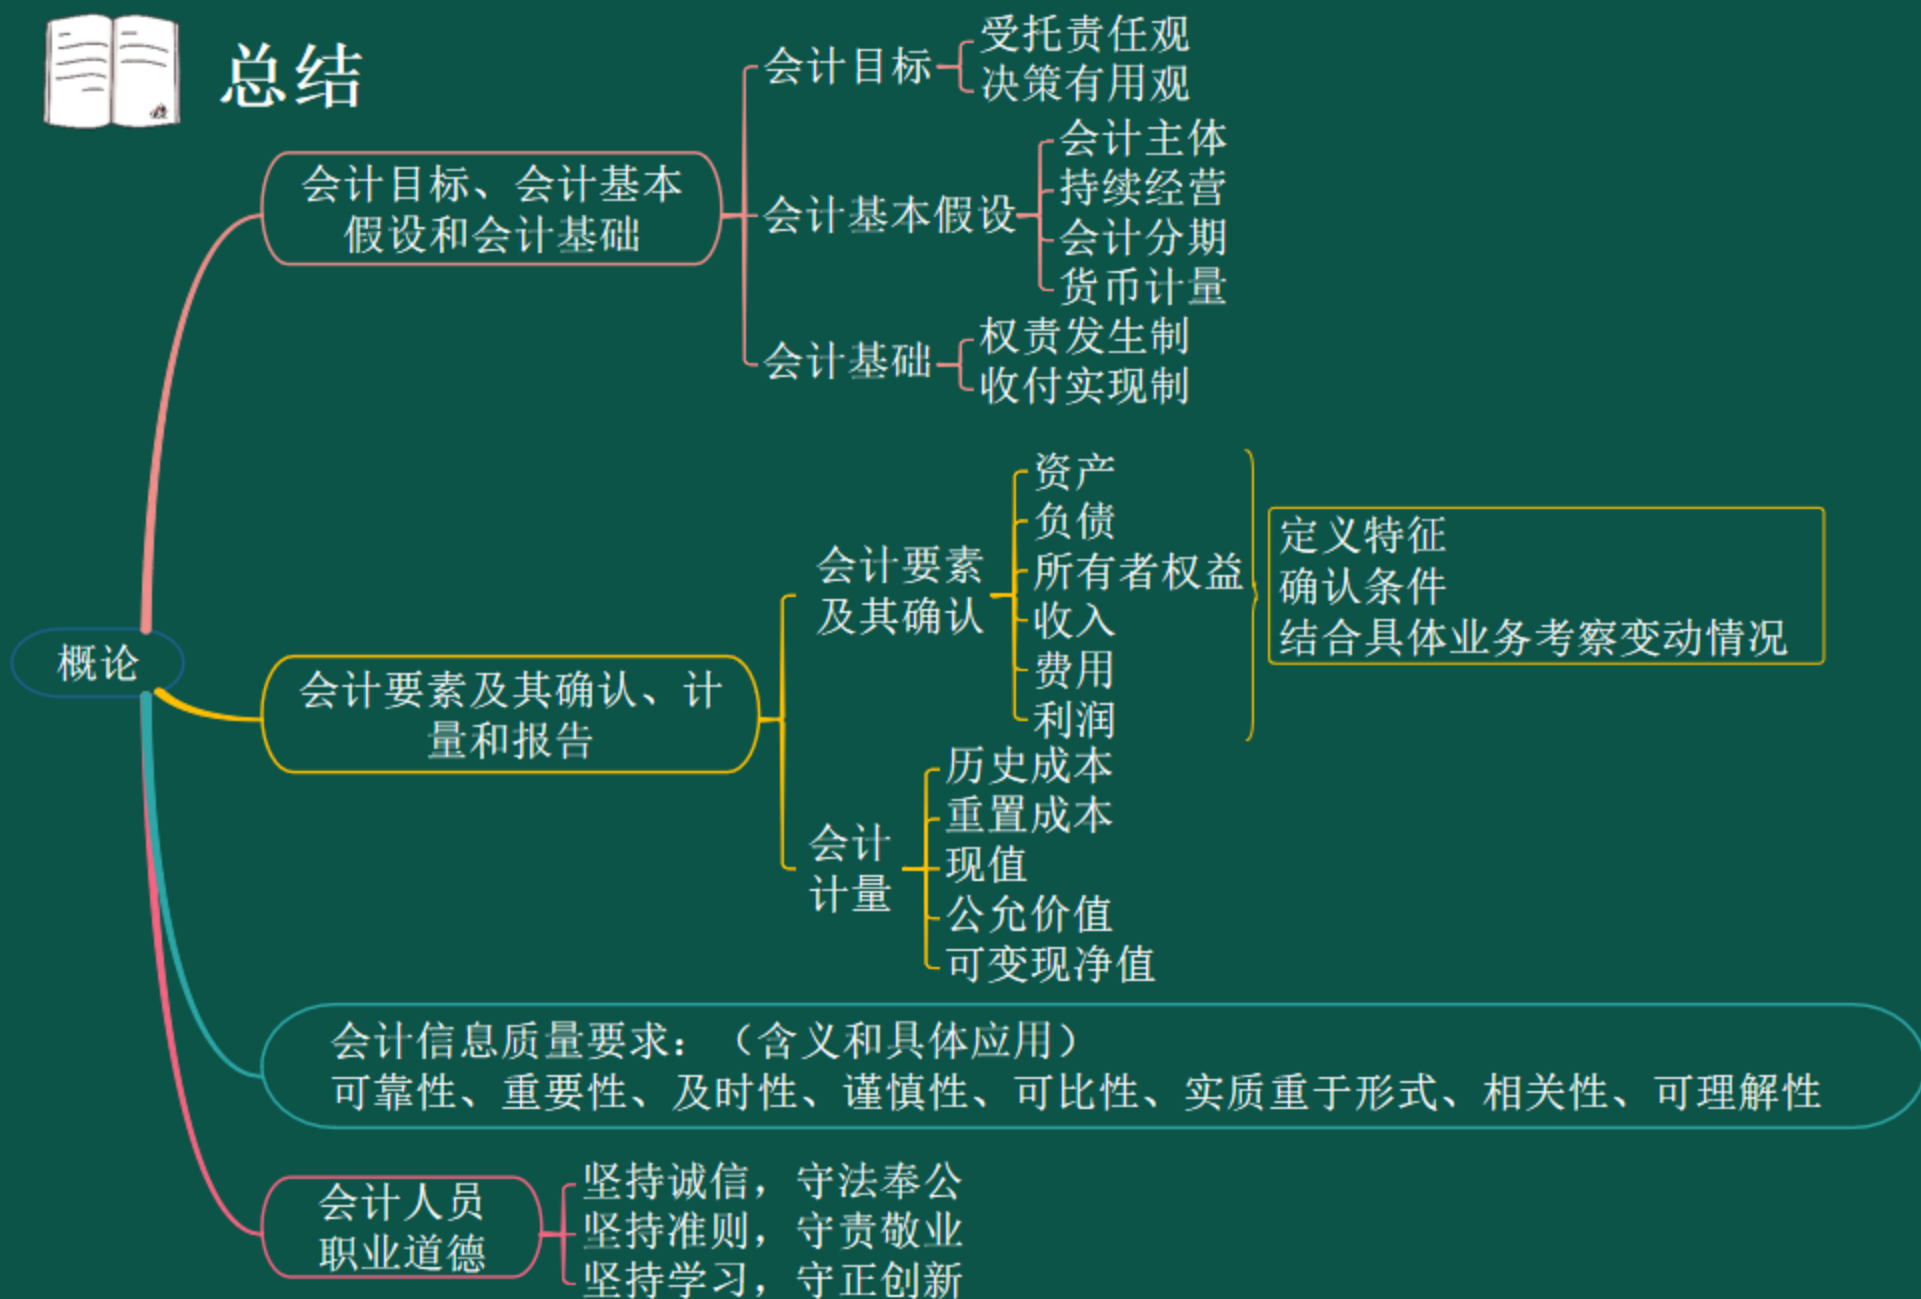 总结
概论
会计目标、会计基本
假设和会计基础
会计目标
受托责任观
决策有用观
会计基本假设
会计主体
持续经营
会计分期
货币计量
会计基础
权责发生制
收付实现制
会计要素及其确认、计
量和报告
会计要素
及其确认
资产
负债
所有者权益
收入
费用
利润
定义特征
确认条件
结合具体业务考察变动情况
会计
计量
历史成本
重置成本
现值
公允价值
可变现净值
会计信息质量要求：（含义和具体应用）
可靠性、重要性、及时性、谨慎性、可比性、实质重于形式、相关性、可理解性
会计人员
职业道德
坚持诚信，守法奉公
坚持准则，守责敬业
坚持学习，守正创新